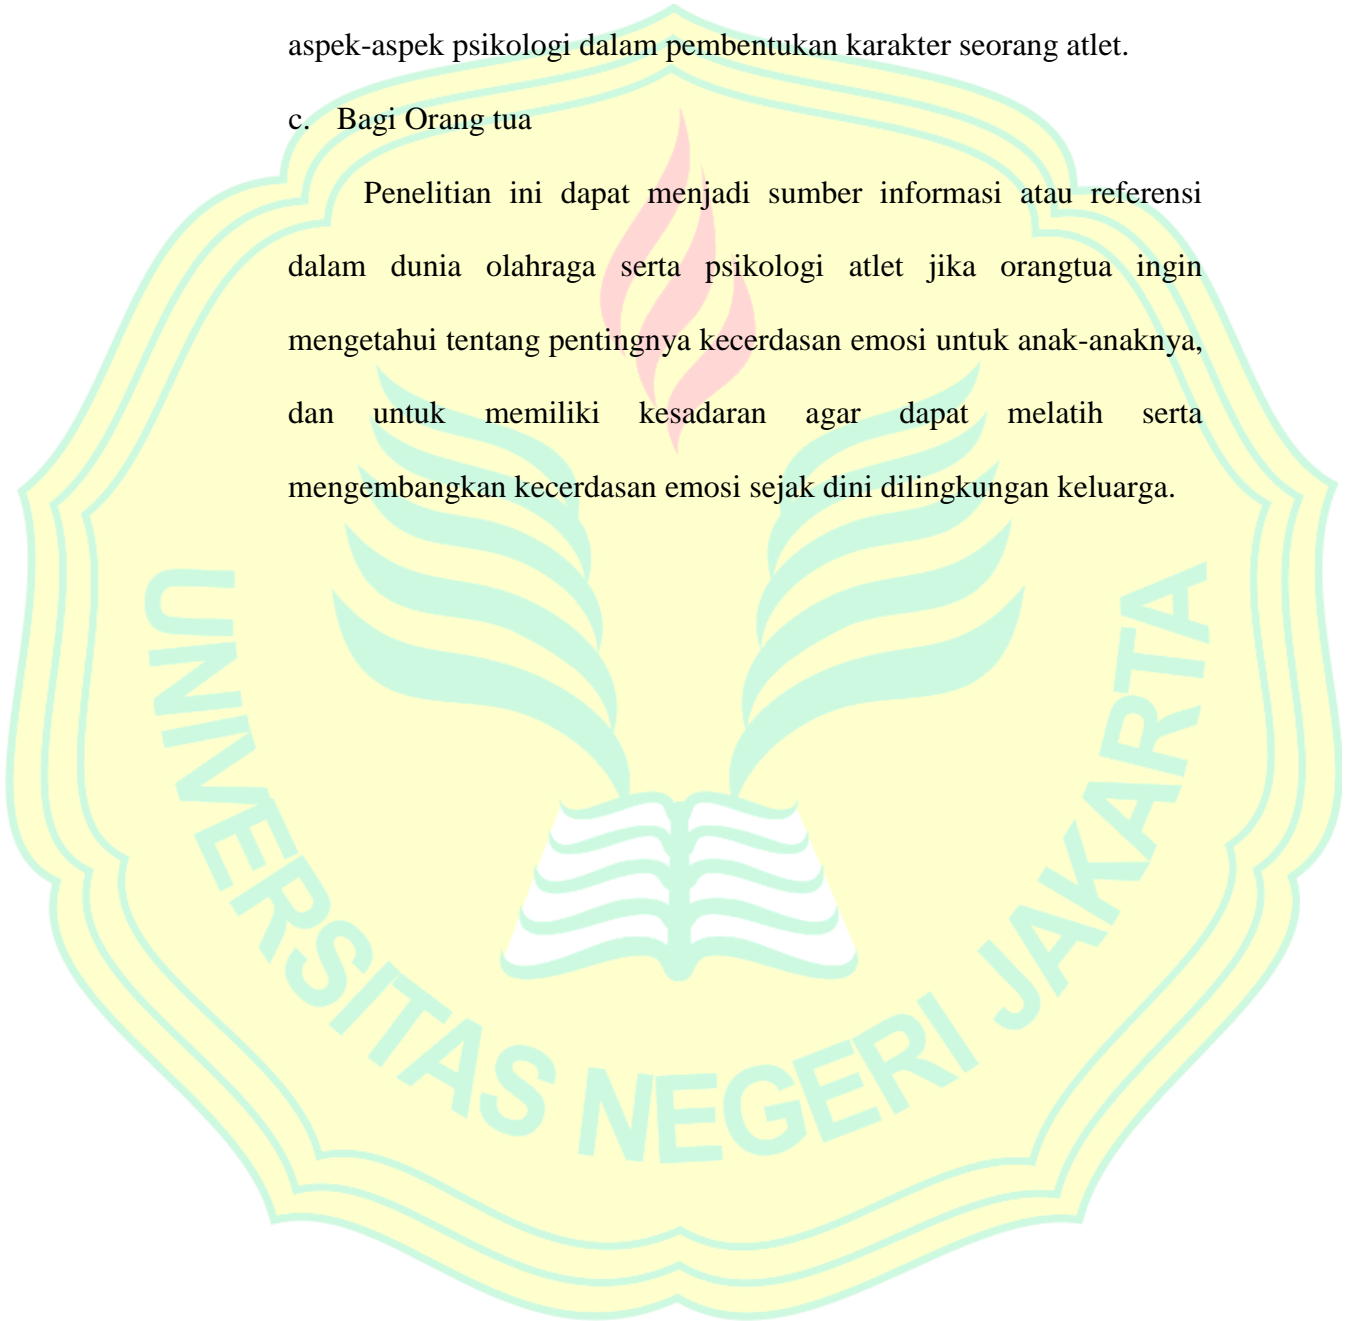 aspek-aspek psikologi dalam pembentukan karakter seorang atlet.
c. Bagi Orang tua
Penelitian ini dapat menjadi sumber informasi atau referensi
dalam dunia olahraga serta psikologi atlet jika orangtua ingin
mengetahui tentang pentingnya kecerdasan emosi untuk anak-anaknya,
dan untuk memiliki kesadaran agar dapat melatih serta
mengembangkan kecerdasan emosi sejak dini dilingkungan keluarga.
UNIVERSITAS NEGERI JAKARTA